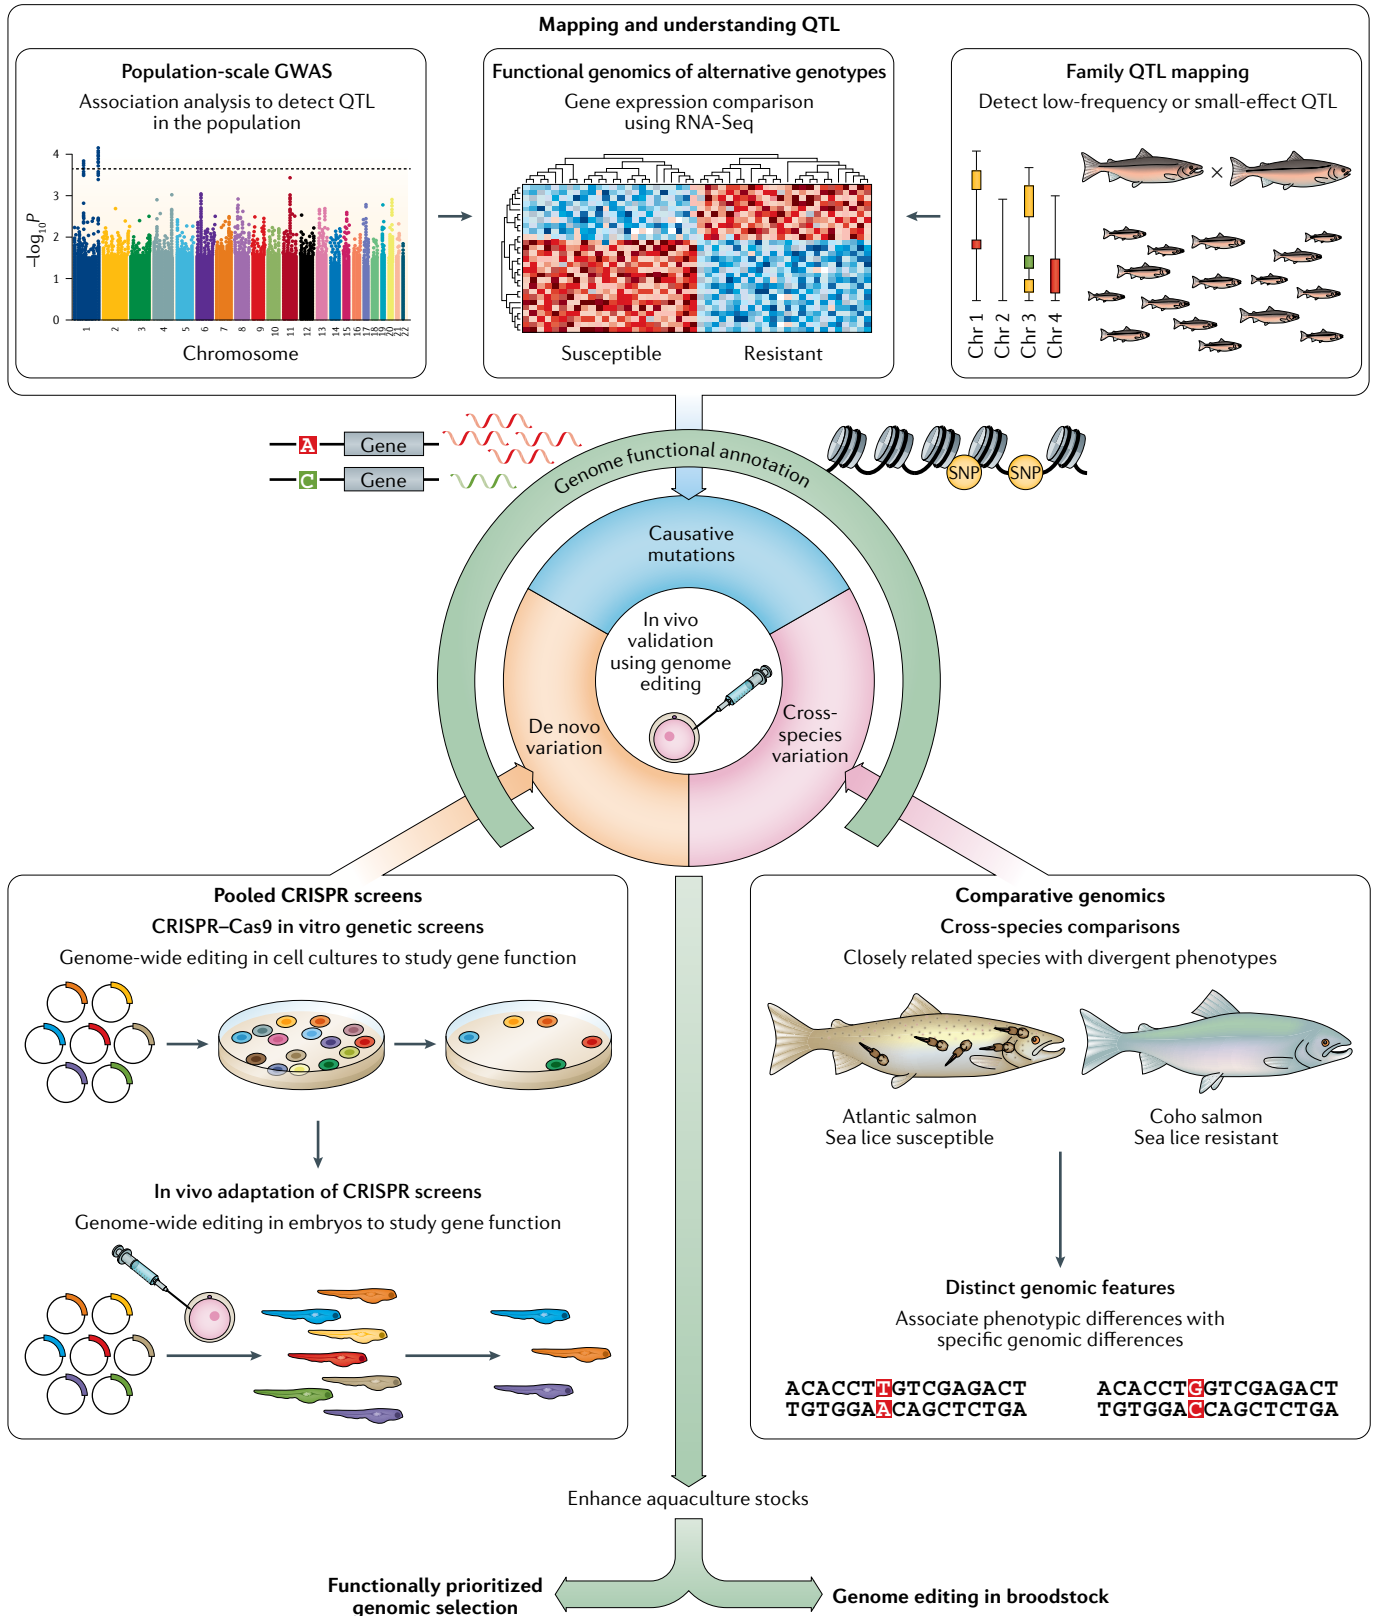 Mapping and understanding QTL
Population-scale GWAS
Association analysis to detect QTL
in the population
4
3
2
1
0
–log10P
1 2 3 4 5 6 7 8 9 10 11 12 13 14 15 16 17 18 19 20 21 22
Chromosome
Functional genomics of alternative genotypes
Gene expression comparison
using RNA-Seq
Susceptible
Resistant
Family QTL mapping
Detect low-frequency or small-effect QTL
×
Chr 1
Chr 2
Chr 3
Chr 4
A Gene
C Gene
Genome functional annotation
SNP
SNP
Causative
mutations
In vivo
validation
using genome
editing
De novo
variation
Cross-
species
variation
Pooled CRISPR screens
CRISPR–Cas9 in vitro genetic screens
Genome-wide editing in cell cultures to study gene function
In vivo adaptation of CRISPR screens
Genome-wide editing in embryos to study gene function
Comparative genomics
Cross-species comparisons
Closely related species with divergent phenotypes
Atlantic salmon
Sea lice susceptible
Coho salmon
Sea lice resistant
Distinct genomic features
Associate phenotypic differences with
specific genomic differences
ACACCTTGTCGAGACT
TGTGGAACAGCTCTGA
ACACCTGGTCGAGACT
TGTGGACCAGCTCTGA
Enhance aquaculture stocks
Functionally prioritized
genomic selection
Genome editing in broodstock